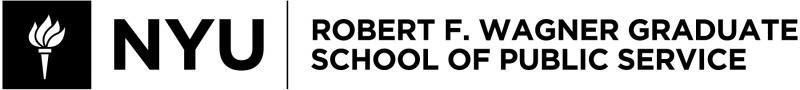 NYU
ROBERT F. WAGNER GRADUATE
SCHOOL OF PUBLIC SERVICE